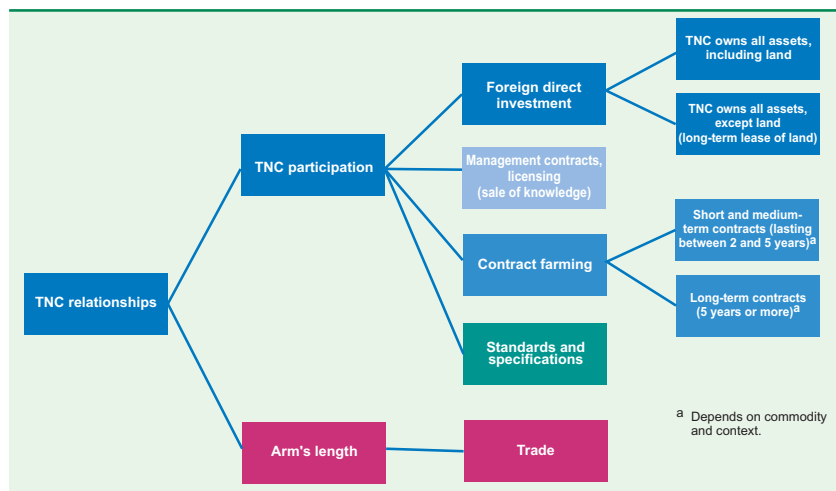 TNC relationships
TNC participation
Arm's length
Foreign direct
investment
Management contracts,
licensing
(sale of knowledge)
Contract farming
Standards and
specifications
Trade
TNC owns all assets,
including land
TNC owns all assets,
except land
(long-term lease of land)
Short and medium-
term contracts (lasting
between 2 and 5 years)a
Long-term contracts
(5 years or more)a
a Depends on commodity
and context.